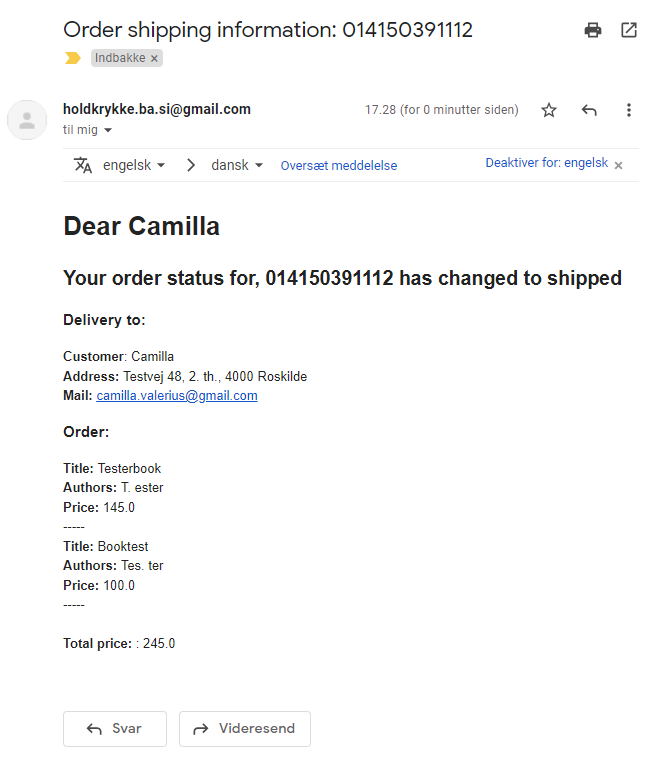 Order shipping information: 014150391112
Indbakke ×
holdkrykke.ba.si@gmail.com
17.28 (for 0 minutter siden)
til mig
engelsk > dansk Oversæt meddelelse Deaktiver for: engelsk ×
Dear Camilla
Your order status for, 014150391112 has changed to shipped
Delivery to:
Customer: Camilla
Address: Testvej 48, 2. th., 4000 Roskilde
Mail: camilla.valerius@gmail.com
Order:
Title: Testerbook
Authors: T. ester
Price: 145.0
-----
Title: Booktest
Authors: Tes. ter
Price: 100.0
-----
Total price: : 245.0
Svar Videresend